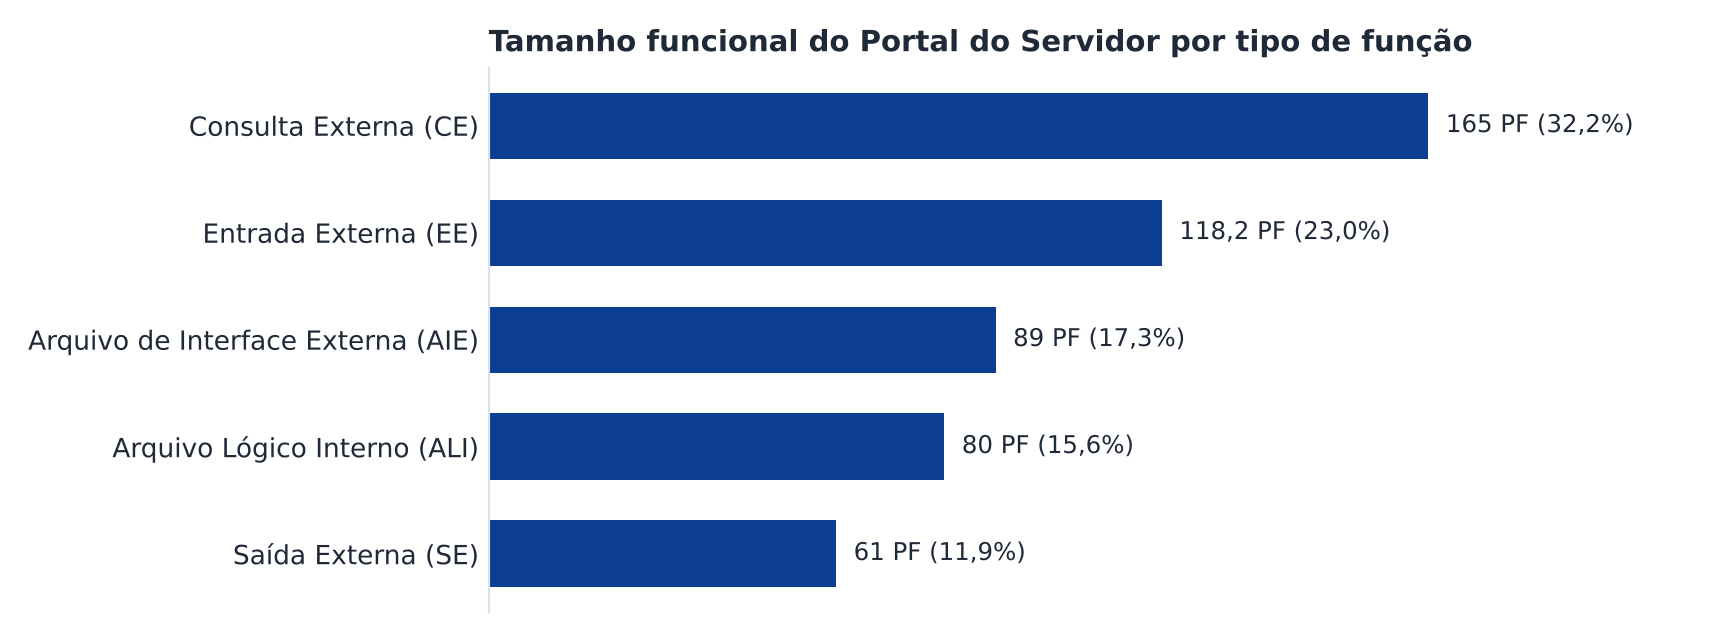 Tamanho funcional do Portal do Servidor por tipo de função
Consulta Externa (CE) 165 PF (32,2%)
Entrada Externa (EE) 118,2 PF (23,0%)
Arquivo de Interface Externa (AIE) 89 PF (17,3%)
Arquivo Lógico Interno (ALI) 80 PF (15,6%)
Saída Externa (SE) 61 PF (11,9%)